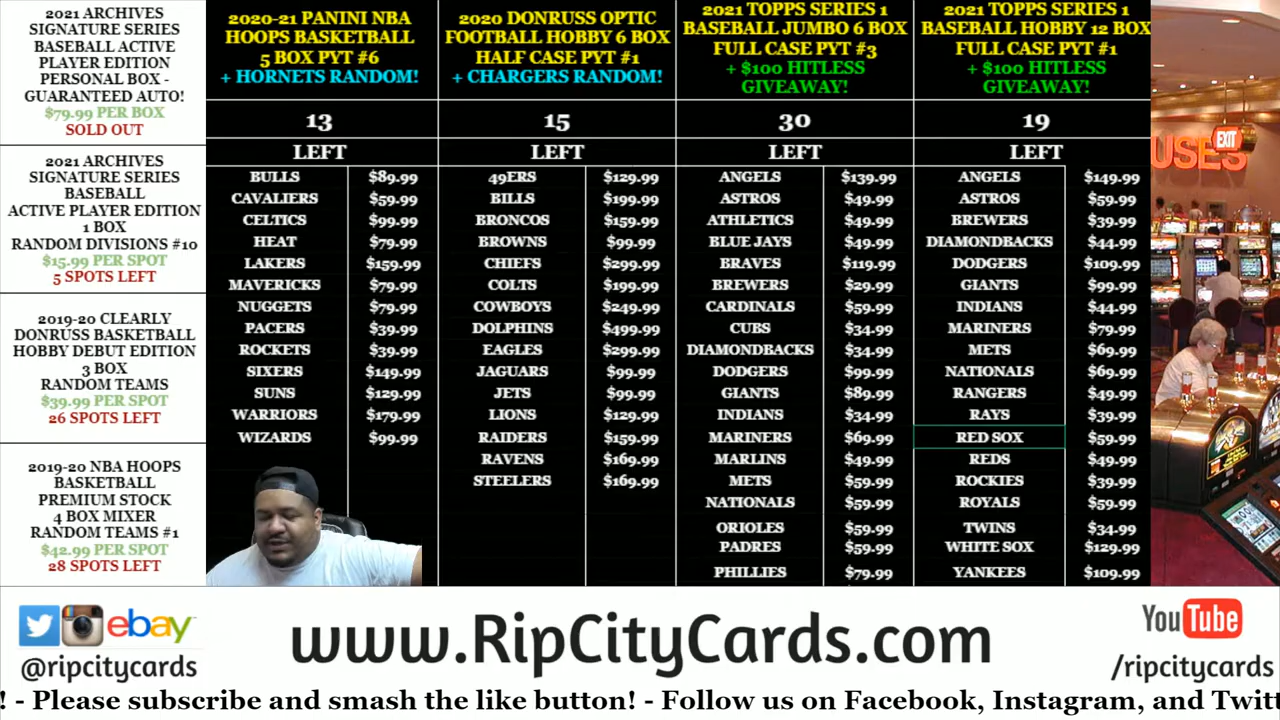 2021 ARCHIVES
SIGNATURE SERIES
BASEBALL ACTIVE
PLAYER EDITION
PERSONAL BOX -
GUARANTEED AUTO!
$79.99 PER BOX
SOLD OUT
2021 ARCHIVES
SIGNATURE SERIES
BASEBALL
ACTIVE PLAYER EDITION
1 BOX
RANDOM DIVISIONS #10
$15.99 PER SPOT
5 SPOTS LEFT
2019-20 CLEARLY
DONRUSS BASKETBALL
HOBBY DEBUT EDITION
3 BOX
RANDOM TEAMS
$39.99 PER SPOT
26 SPOTS LEFT
2019-20 NBA HOOPS
BASKETBALL
PREMIUM STOCK
4 BOX MIXER
RANDOM TEAMS #1
$42.99 PER SPOT
28 SPOTS LEFT
2020-21 PANINI NBA
HOOPS BASKETBALL
5 BOX PYT #6
+ HORNETS RANDOM!
13
LEFT
BULLS $89.99
CAVALIERS $59.99
CELTICS $99.99
HEAT $79.99
LAKERS $159.99
MAVERICKS $79.99
NUGGETS $79.99
PACERS $39.99
ROCKETS $39.99
SIXERS $149.99
SUNS $129.99
WARRIORS $179.99
WIZARDS $99.99
2020 DONRUSS OPTIC
FOOTBALL HOBBY 6 BOX
HALF CASE PYT #1
+ CHARGERS RANDOM!
15
LEFT
49ERS $129.99
BILLS $199.99
BRONCOS $159.99
BROWNS $99.99
CHIEFS $299.99
COLTS $199.99
COWBOYS $249.99
DOLPHINS $499.99
EAGLES $299.99
JAGUARS $99.99
JETS $99.99
LIONS $129.99
RAIDERS $159.99
RAVENS $169.99
STEELERS $169.99
2021 TOPPS SERIES 1
BASEBALL JUMBO 6 BOX
FULL CASE PYT #3
+ $100 HITLESS
GIVEAWAY!
30
LEFT
ANGELS $139.99
ASTROS $49.99
ATHLETICS $49.99
BLUE JAYS $49.99
BRAVES $119.99
BREWERS $29.99
CARDINALS $59.99
CUBS $34.99
DIAMONDBACKS $34.99
DODGERS $99.99
GIANTS $89.99
INDIANS $34.99
MARINERS $69.99
MARLINS $49.99
METS $59.99
NATIONALS $59.99
ORIOLES $59.99
PADRES $59.99
PHILLIES $79.99
2021 TOPPS SERIES 1
BASEBALL HOBBY 12 BOX
FULL CASE PYT #1
+ $100 HITLESS
GIVEAWAY!
19
LEFT
ANGELS $149.99
ASTROS $59.99
BREWERS $39.99
DIAMONDBACKS $44.99
DODGERS $109.99
GIANTS $99.99
INDIANS $44.99
MARINERS $79.99
METS $69.99
NATIONALS $69.99
RANGERS $49.99
RAYS $39.99
RED SOX $59.99
REDS $49.99
ROCKIES $39.99
ROYALS $59.99
TWINS $34.99
WHITE SOX $129.99
YANKEES $109.99
USES
EXIT
ebay
@ripcitycards
www.RipCityCards.com
YouTube
/ripcitycards
! - Please subscribe and smash the like button! - Follow us on Facebook, Instagram, and Twitt